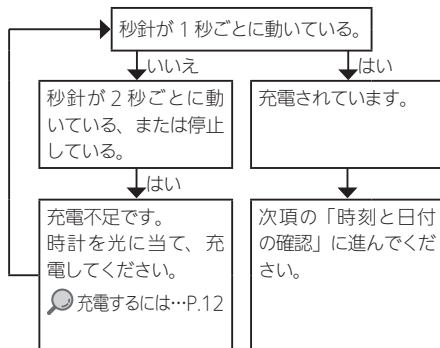 秒針が 1 秒ごとに動いている。
いいえ
はい
秒針が 2 秒ごとに動
いている、または停止
している。
充電されています。
はい
充電不足です。
時計を光に当て、充
電してください。
充電するには…P.12
次項の「時刻と日付
の確認」に進んでくだ
さい。